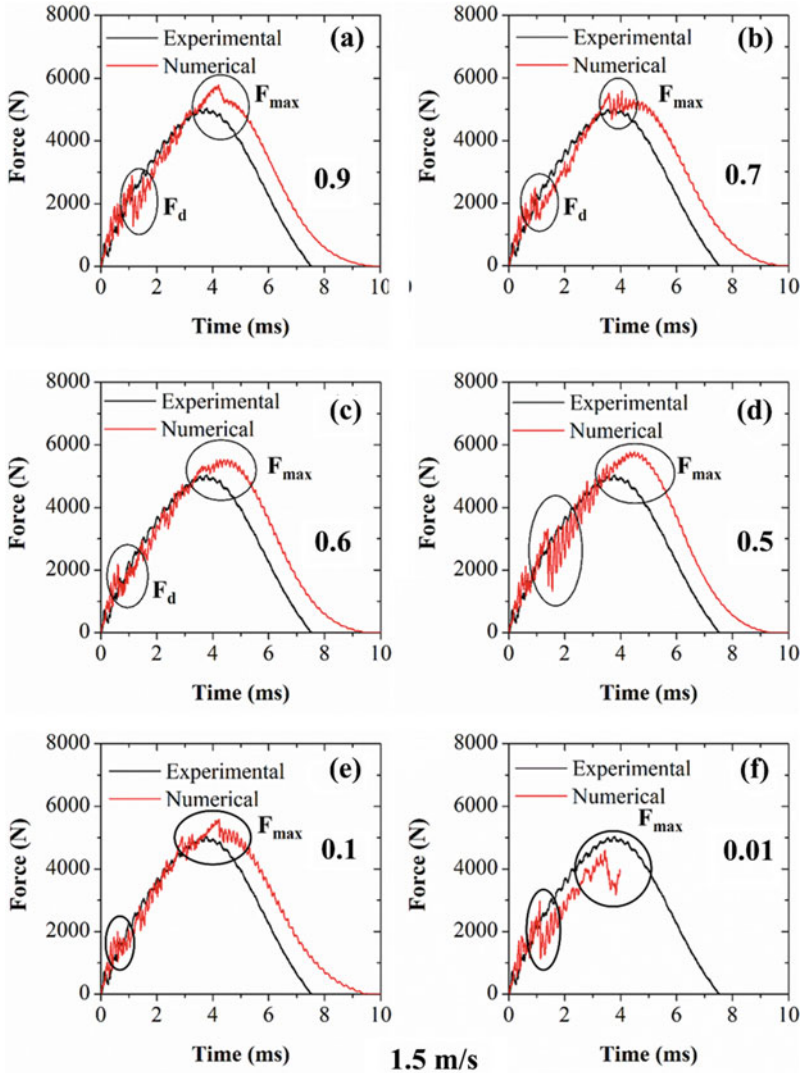 (a)
Experimental
Numerical
F_max
F_d
0.9
Force (N)
8000
6000
4000
2000
0
0 2 4 6 8 10
Time (ms)
(b)
Experimental
Numerical
F_max
F_d
0.7
Force (N)
8000
6000
4000
2000
0
0 2 4 6 8 10
Time (ms)
(c)
Experimental
Numerical
F_max
F_d
0.6
Force (N)
8000
6000
4000
2000
0
0 2 4 6 8 10
Time (ms)
(d)
Experimental
Numerical
F_max
0.5
Force (N)
8000
6000
4000
2000
0
0 2 4 6 8 10
Time (ms)
(e)
Experimental
Numerical
F_max
0.1
Force (N)
8000
6000
4000
2000
0
0 2 4 6 8 10
Time (ms)
(f)
Experimental
Numerical
F_max
0.01
Force (N)
8000
6000
4000
2000
0
0 2 4 6 8 10
Time (ms)
1.5 m/s